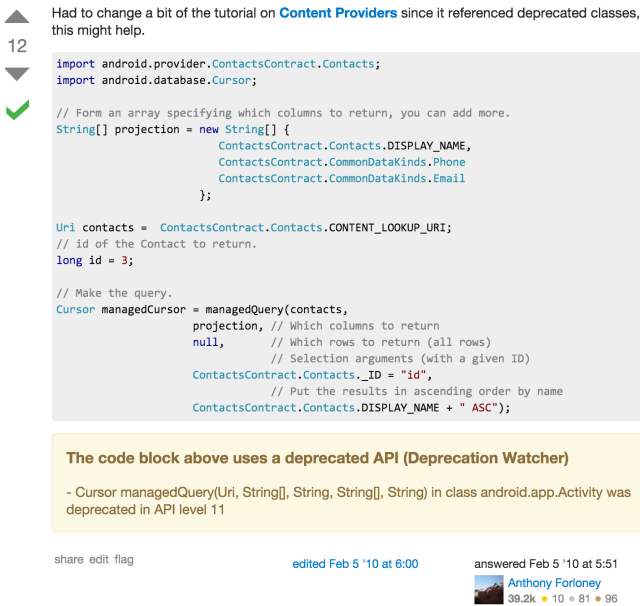 Had to change a bit of the tutorial on Content Providers since it referenced deprecated classes,
this might help.
12
import android.provider.ContactsContract.Contacts;
import android.database.Cursor;
// Form an array specifying which columns to return, you can add more.
String[] projection = new String[] {
ContactsContract.Contacts.DISPLAY_NAME,
ContactsContract.CommonDataKinds.Phone
ContactsContract.CommonDataKinds.Email
};
Uri contacts =  ContactsContract.Contacts.CONTENT_LOOKUP_URI;
// id of the Contact to return.
long id = 3;
// Make the query.
Cursor managedCursor = managedQuery(contacts,
projection, // Which columns to return
null,       // Which rows to return (all rows)
// Selection arguments (with a given ID)
ContactsContract.Contacts._ID = "id",
// Put the results in ascending order by name
ContactsContract.Contacts.DISPLAY_NAME + " ASC");
The code block above uses a deprecated API (Deprecation Watcher)
- Cursor managedQuery(Uri, String[], String, String[], String) in class android.app.Activity was
deprecated in API level 11
share edit flag
edited Feb 5 '10 at 6:00
answered Feb 5 '10 at 5:51
Anthony Forloney
39.2k ● 10 ● 81 ● 96